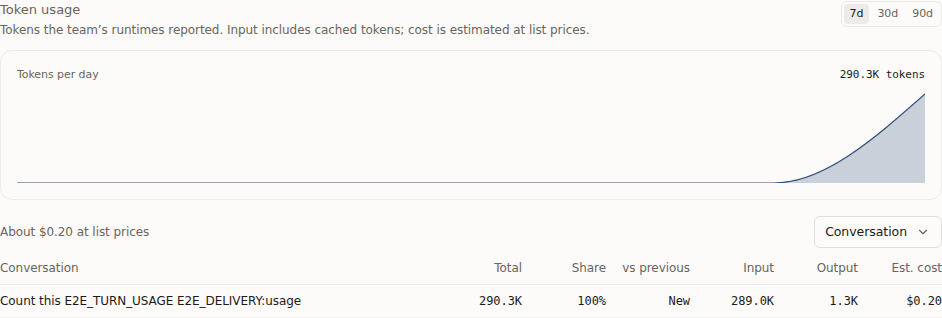 Token usage
7d 30d 90d
Tokens the team’s runtimes reported. Input includes cached tokens; cost is estimated at list prices.
Tokens per day 290.3K tokens
About $0.20 at list prices Conversation
Conversation Total Share vs previous Input Output Est. cost
Count this E2E_TURN_USAGE E2E_DELIVERY:usage 290.3K 100% New 289.0K 1.3K $0.20